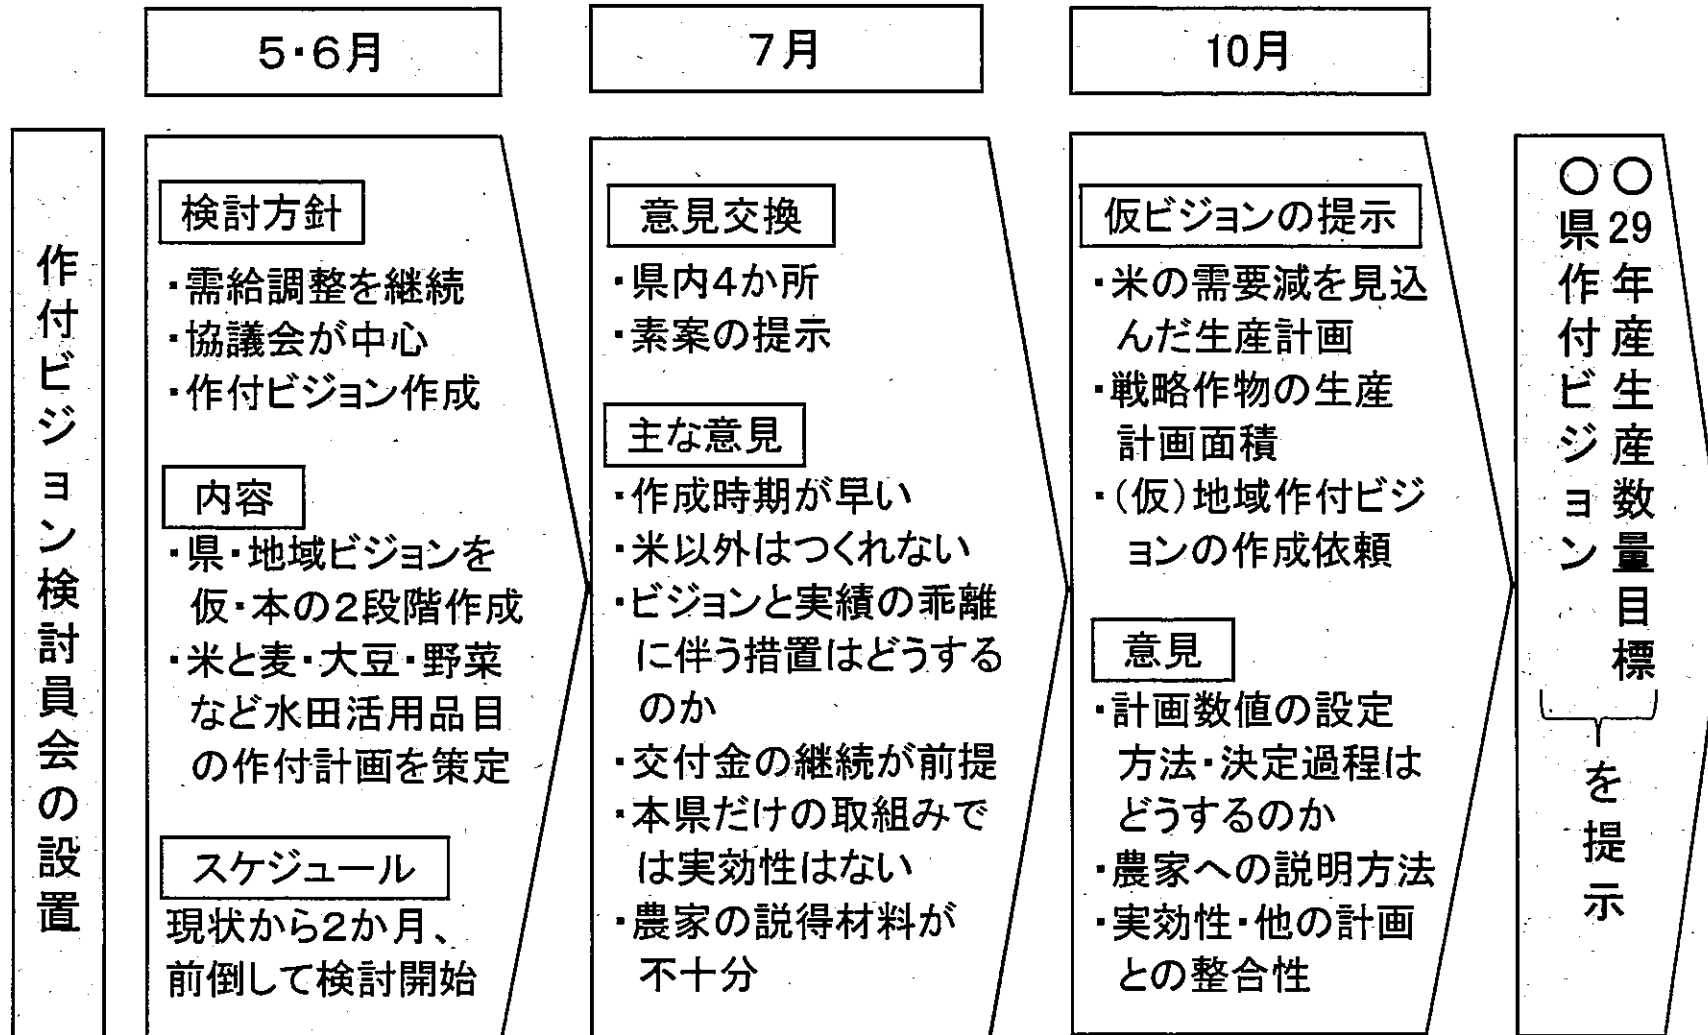 5・6月
7月
10月
作付ビジョン検討員会の設置
検討方針
・需給調整を継続
・協議会が中心
・作付ビジョン作成
内容
・県・地域ビジョンを
仮・本の2段階作成
・米と麦・大豆・野菜
など水田活用品目
の作付計画を策定
スケジュール
現状から2か月、
前倒して検討開始
意見交換
・県内4か所
・素案の提示
主な意見
・作成時期が早い
・米以外はつくれない
・ビジョンと実績の乖離
に伴う措置はどうする
のか
・交付金の継続が前提
・本県だけの取組みで
は実効性はない
・農家の説得材料が
不十分
仮ビジョンの提示
・米の需要減を見込
んだ生産計画
・戦略作物の生産
計画面積
・(仮)地域作付ビジ
ョンの作成依頼
意見
・計画数値の設定
方法・決定過程は
どうするのか
・農家への説明方法
・実効性・他の計画
との整合性
○29年産生産数量目標
○県作付ビジョン
を提示